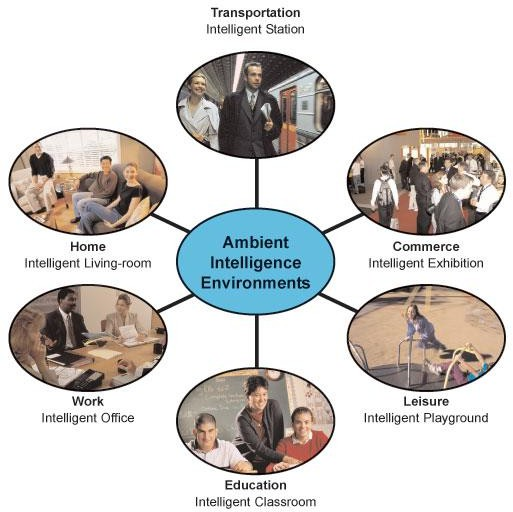 Transportation
Intelligent Station
Home
Intelligent Living-room
Ambient
Intelligence
Environments
Commerce
Intelligent Exhibition
Work
Intelligent Office
Leisure
Intelligent Playground
Education
Intelligent Classroom